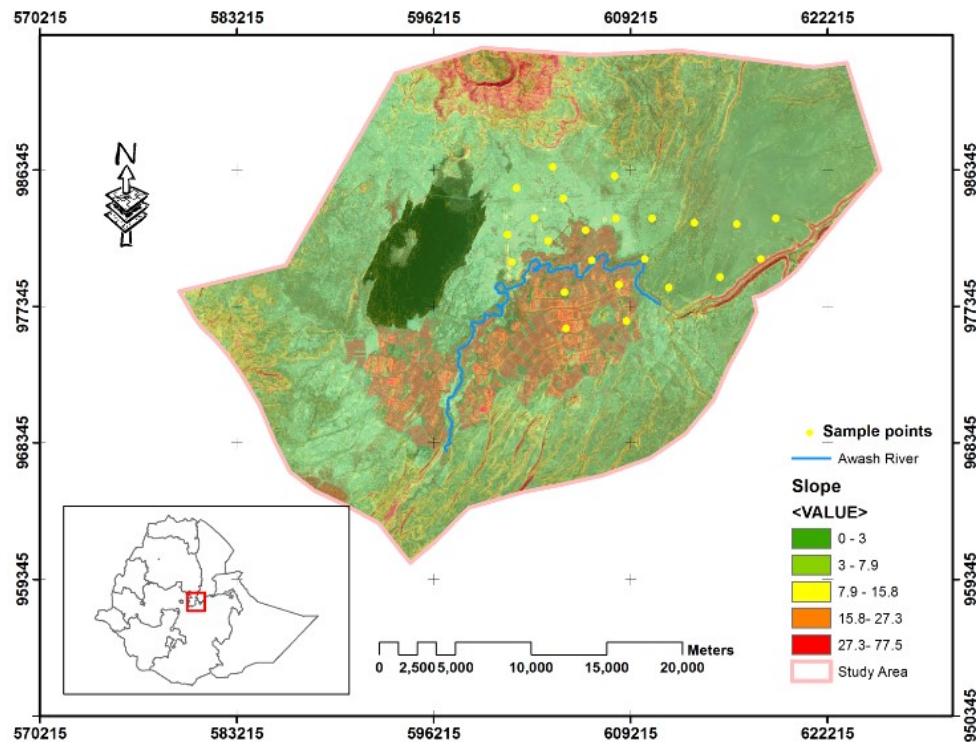 570215 583215 596215 609215 622215
N
986345 986345
977345 977345
968345 968345
959345 959345
950345
Sample points
Awash River
Slope
<VALUE>
0 - 3
3 - 7.9
7.9 - 15.8
15.8- 27.3
27.3- 77.5
Study Area
Meters
0 2,500 5,000 10,000 15,000 20,000
570215 583215 596215 609215 622215